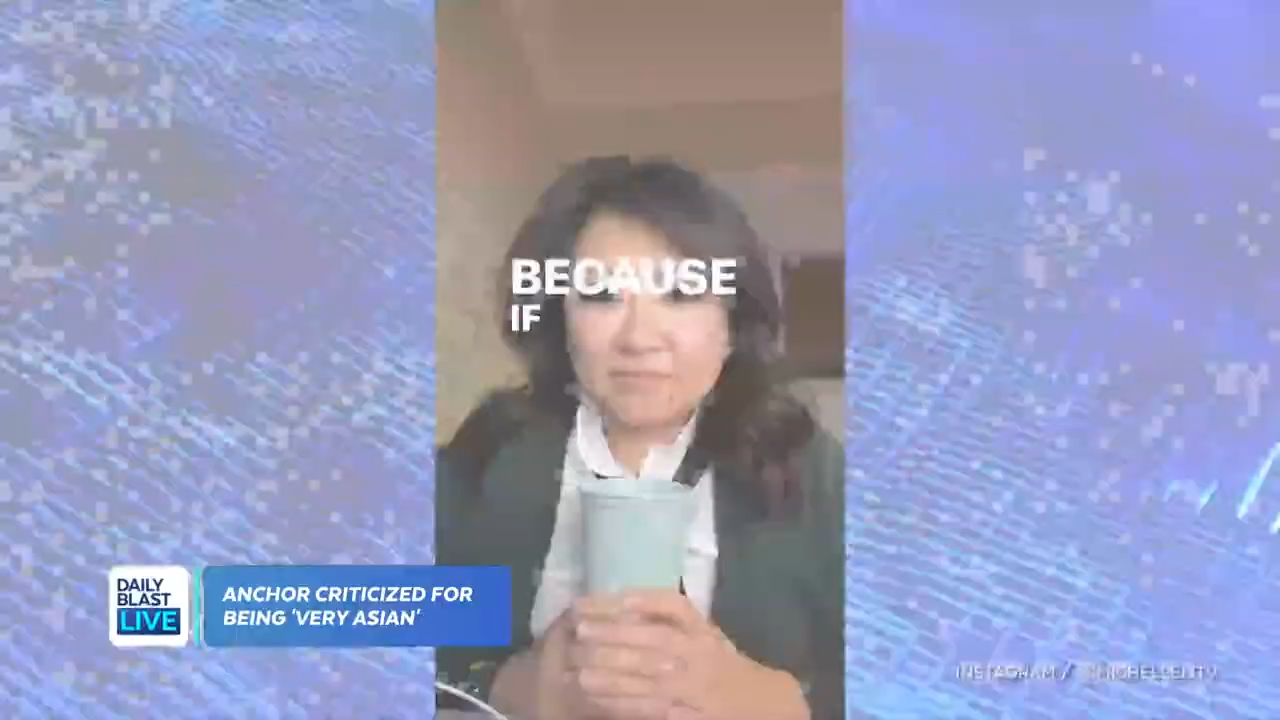 BECAUSE
IF
DAILY
BLAST
LIVE
ANCHOR CRITICIZED FOR
BEING 'VERY ASIAN'
INSTAGRAM /